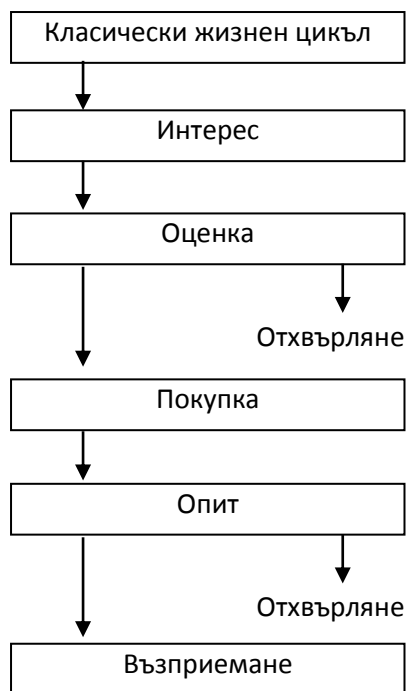 Класически жизнен цикъл
Интерес
Оценка
Отхвърляне
Покупка
Опит
Отхвърляне
Възприемане